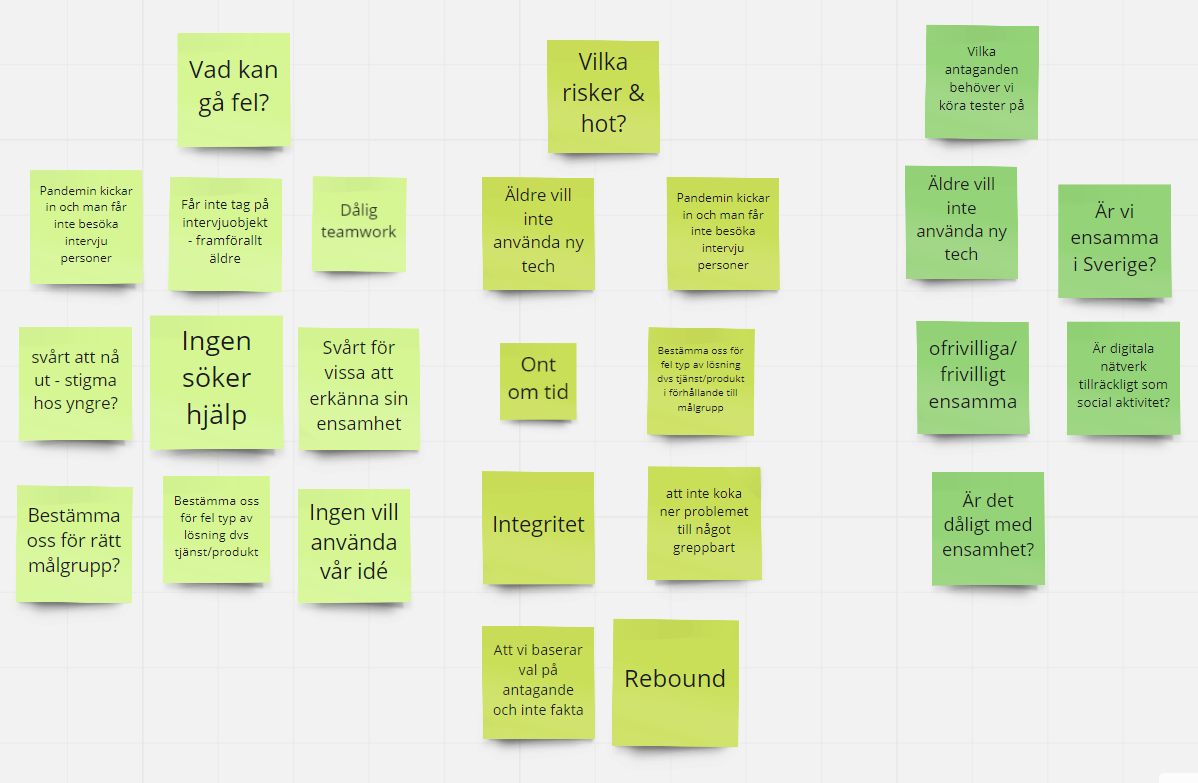 Vad kan
gå fel?
Pandemin kickar
in och man får
inte besöka
intervju
personer
Får inte tag på
intervjuobjekt
- framförallt
äldre
Dålig
teamwork
svårt att nå
ut - stigma
hos yngre?
Ingen
söker
hjälp
Svårt för
vissa att
erkänna sin
ensamhet
Bestämma
oss för rätt
målgrupp?
Bestämma oss
för fel typ av
lösning dvs
tjänst/produkt
Ingen vill
använda
vår idé
Vilka
risker &
hot?
Äldre vill
inte
använda ny
tech
Pandemin kickar
in och man får
inte besöka
intervju
personer
Ont
om tid
Bestämma oss för
fel typ av lösning
dvs tjänst/produkt
i förhållande till
målgrupp
Integritet
att inte koka
ner problemet
till något
greppbart
Att vi baserar
val på
antagande
och inte fakta
Rebound
Vilka
antaganden
behöver vi
köra tester på
Äldre vill
inte
använda ny
tech
Är vi
ensamma
i Sverige?
ofrivilliga/
frivilligt
ensamma
Är digitala
nätverk
tillräckligt som
social aktivitet?
Är det
dåligt med
ensamhet?